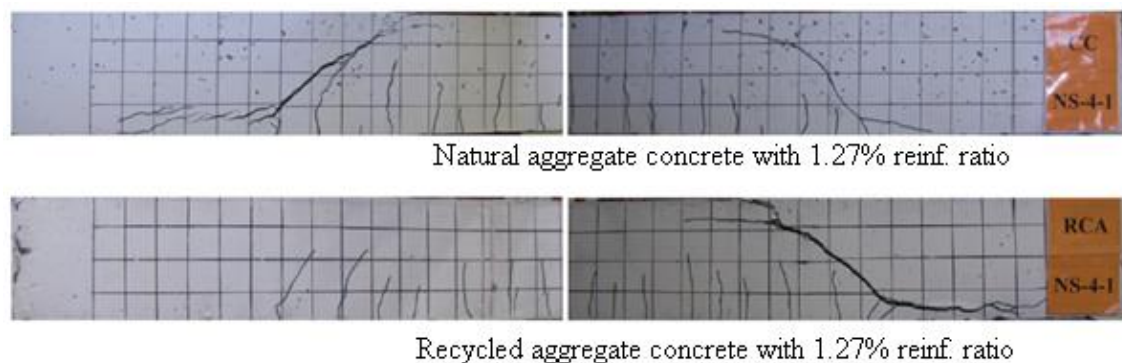 CC
NS-4-1
Natural aggregate concrete with 1.27% reinf. ratio
RCA
NS-4-1
Recycled aggregate concrete with 1.27% reinf. ratio